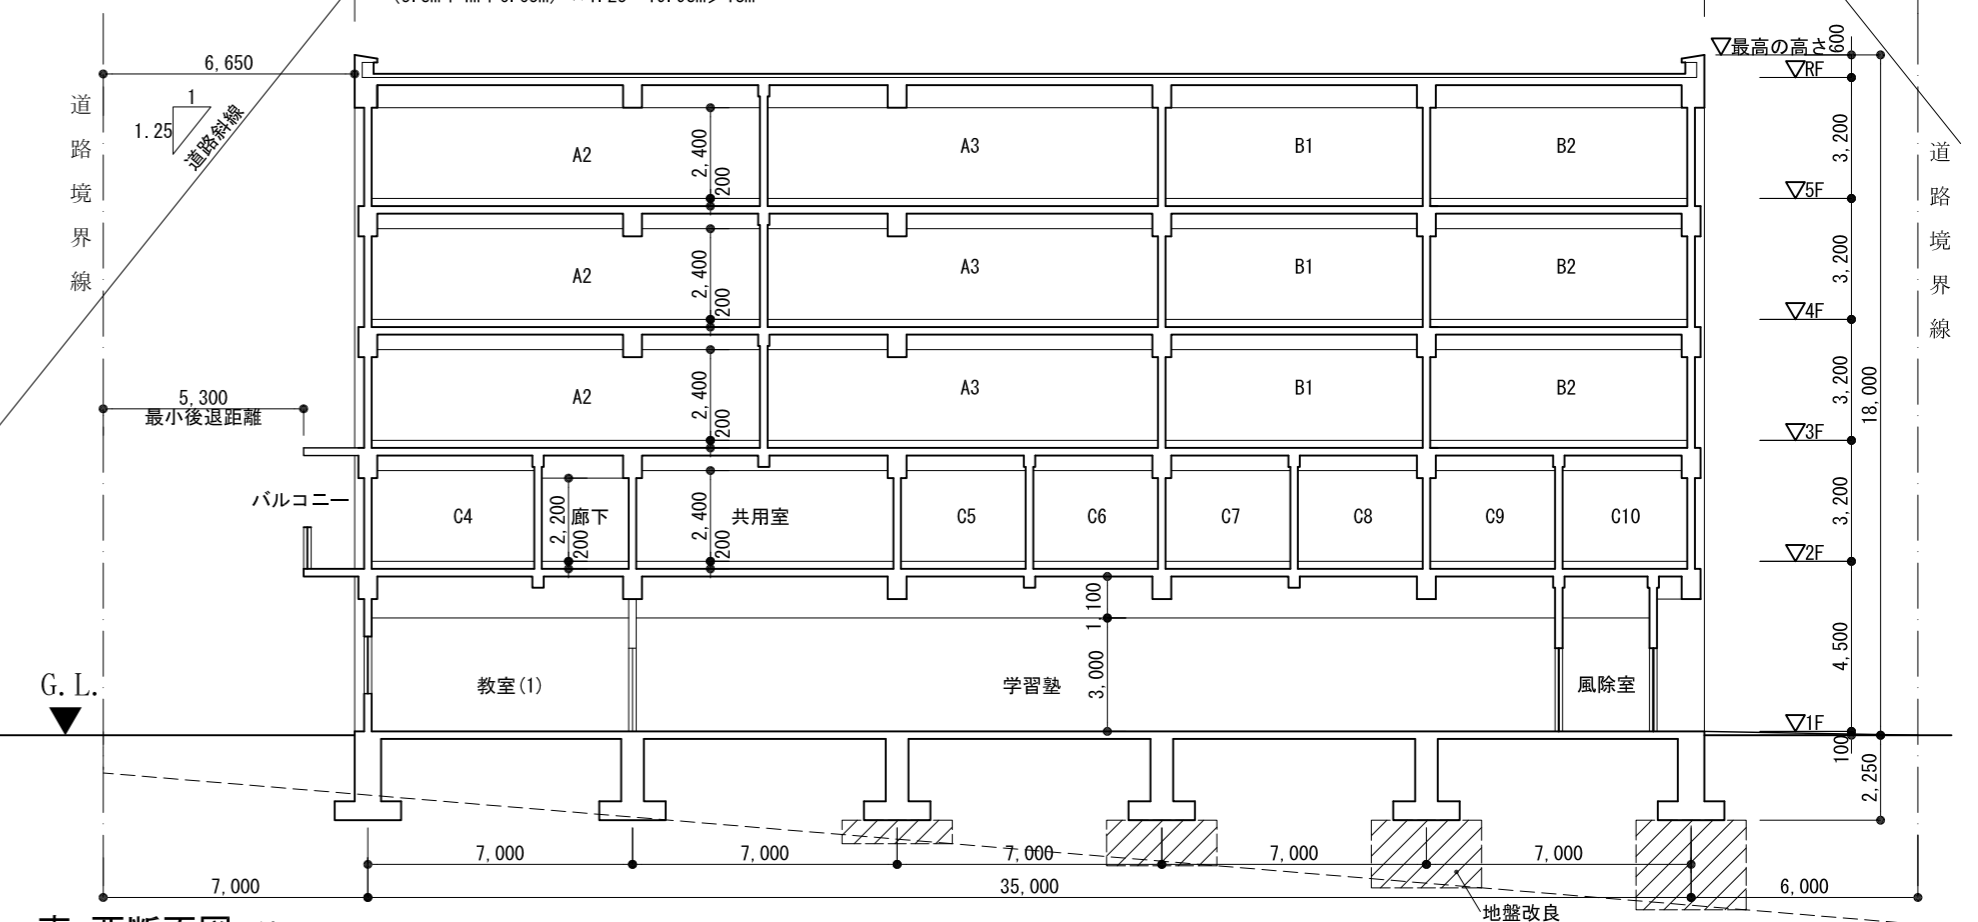 6,650
▽最高の高さ
600
▽RF
道路境界線
1
1.25
道路斜線
A2
2,400
200
A3
B1
B2
3,200
道路境界線
▽5F
A2
2,400
200
A3
B1
B2
3,200
▽4F
A2
2,400
200
A3
B1
B2
3,200
18,000
5,300
最小後退距離
▽3F
バルコニー
C4
2,200
200
廊下
2,400
200
共用室
C5
C6
C7
C8
C9
C10
3,200
▽2F
1,100
3,000
4,500
G.L.
教室(1)
学習塾
風除室
▽1F
100
2,250
7,000
7,000
7,000
7,000
7,000
7,000
35,000
6,000
地盤改良